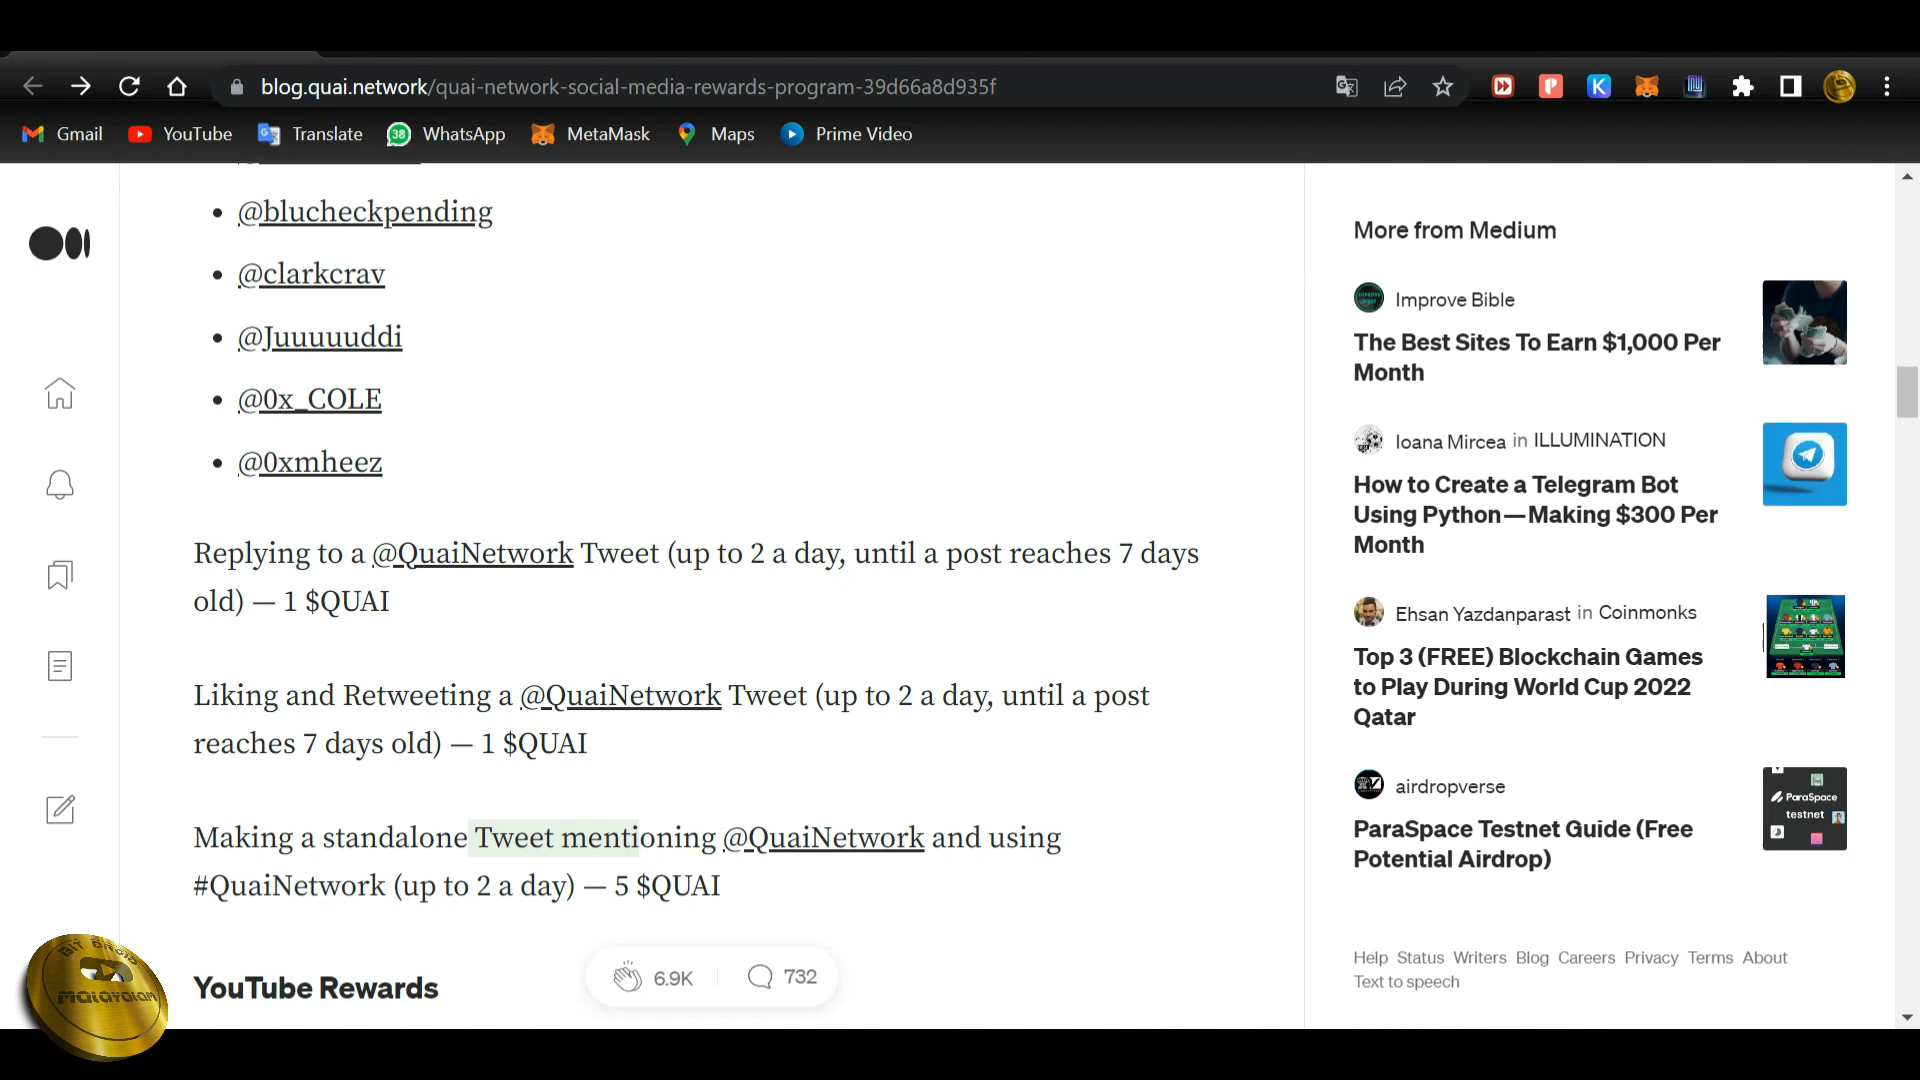 blog.quai.network/quai-network-social-media-rewards-program-39d66a8d935f
Gmail YouTube Translate 38 WhatsApp MetaMask Maps Prime Video
@blucheckpending
@clarkcrav
@Juuuuuddi
@0x_COLE
@0xmheez
Replying to a @QuaiNetwork Tweet (up to 2 a day, until a post reaches 7 days
old) — 1 $QUAI
Liking and Retweeting a @QuaiNetwork Tweet (up to 2 a day, until a post
reaches 7 days old) — 1 $QUAI
Making a standalone Tweet mentioning @QuaiNetwork and using
#QuaiNetwork (up to 2 a day) — 5 $QUAI
YouTube Rewards
6.9K 732
More from Medium
Improve Bible
The Best Sites To Earn $1,000 Per
Month
Ioana Mircea in ILLUMINATION
How to Create a Telegram Bot
Using Python—Making $300 Per
Month
Ehsan Yazdanparast in Coinmonks
Top 3 (FREE) Blockchain Games
to Play During World Cup 2022
Qatar
airdropverse
ParaSpace Testnet Guide (Free
Potential Airdrop)
ParaSpace
testnet
Help Status Writers Blog Careers Privacy Terms About
Text to speech
BIT DROID
MALAYALAM